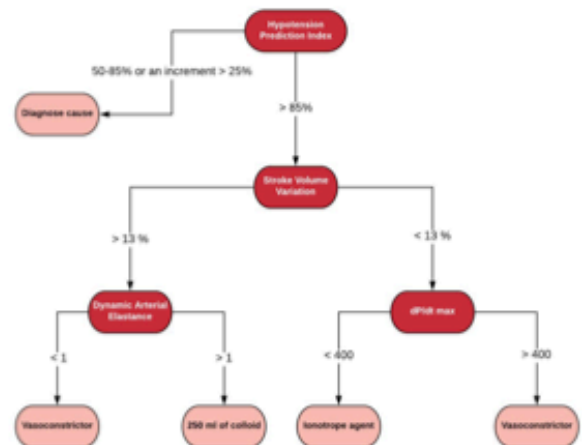 Hypotension
Prediction Index
50-85% or an increment > 25%
Diagnose cause
> 85%
Stroke Volume
Variation
> 13 %
< 13 %
Dynamic Arterial
Elastance
dP/dt max
< 1
> 1
< 400
> 400
Vasoconstrictor
250 ml of colloid
Ionotrope agent
Vasoconstrictor